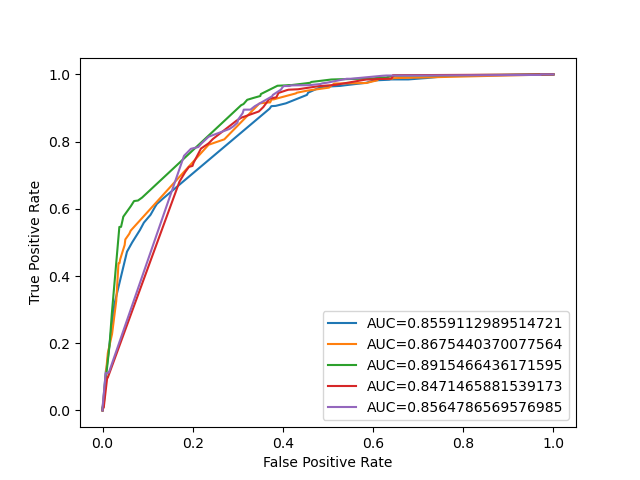 1.0
0.8
0.6
0.4
0.2
0.0
True Positive Rate
0.0 0.2 0.4 0.6 0.8 1.0
False Positive Rate
AUC=0.8559112989514721
AUC=0.8675440370077564
AUC=0.8915466436171595
AUC=0.8471465881539173
AUC=0.8564786569576985